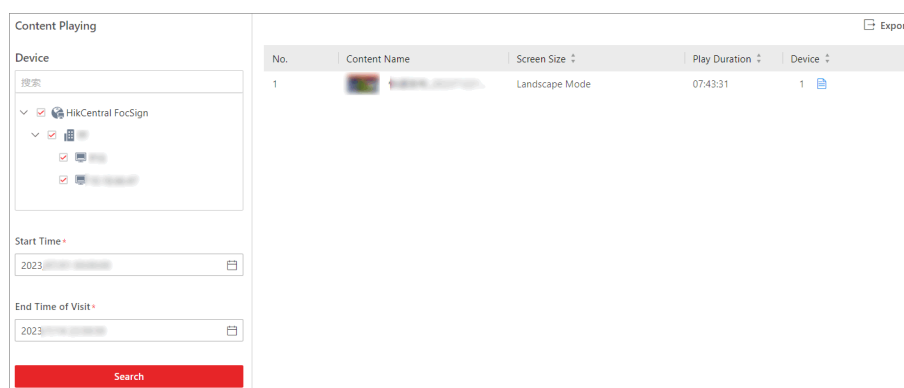 Content Playing
Device
搜索
HikCentral FocSign
Start Time*
2023
End Time of Visit*
2023
Search
Expor
No. Content Name Screen Size Play Duration Device
1 Landscape Mode 07:43:31 1